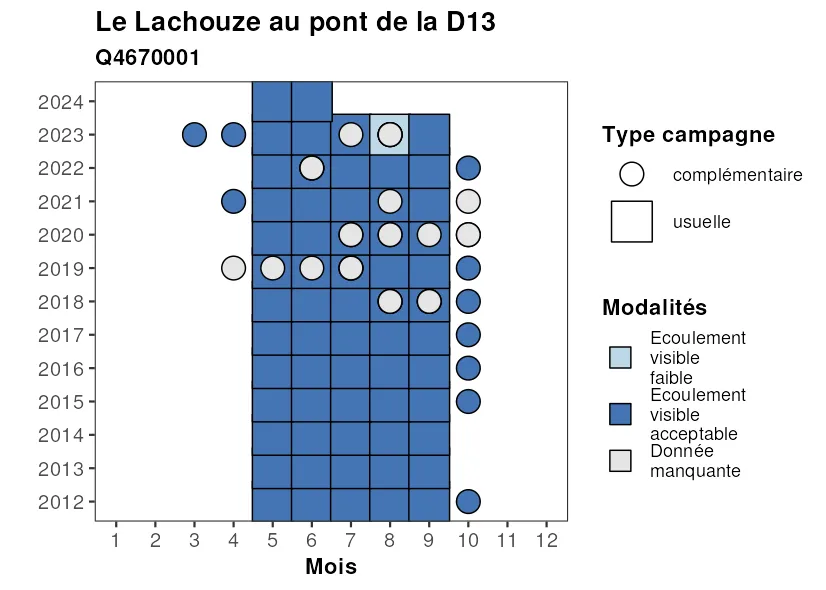 Le Lachouze au pont de la D13
Q4670001
2024
2023
2022
2021
2020
2019
2018
2017
2016
2015
2014
2013
2012
1 2 3 4 5 6 7 8 9 10 11 12
Mois
Type campagne
complémentaire
usuelle
Modalités
Ecoulement
visible
faible
Ecoulement
visible
acceptable
Donnée
manquante